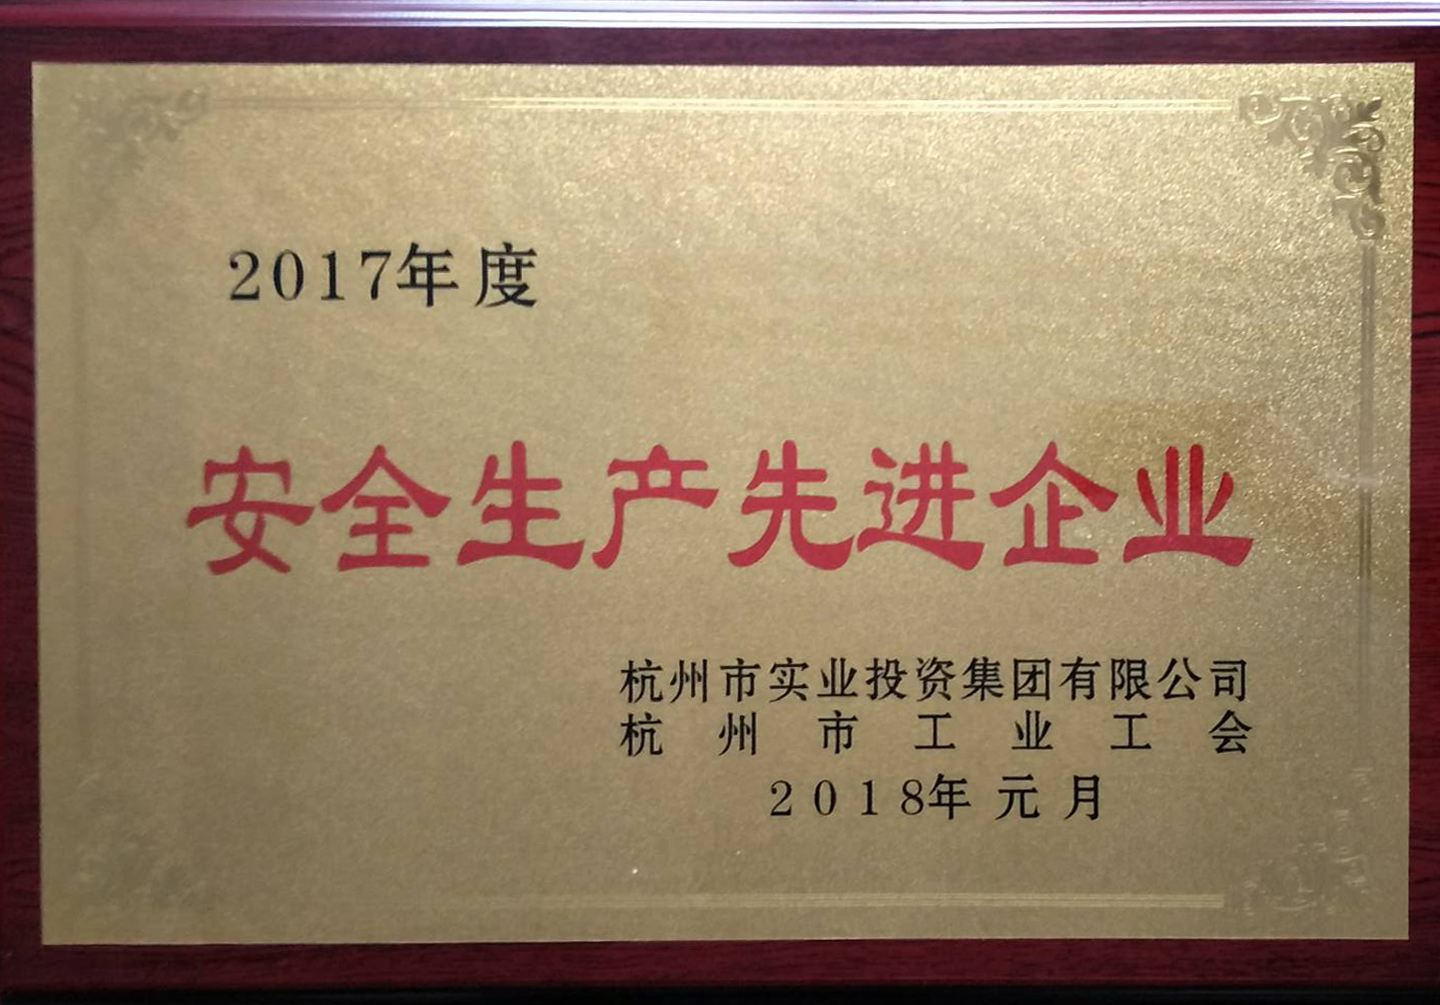 2017年度
安全生产先进企业
杭州市实业投资集团有限公司
杭州市工业工会
2018年元月